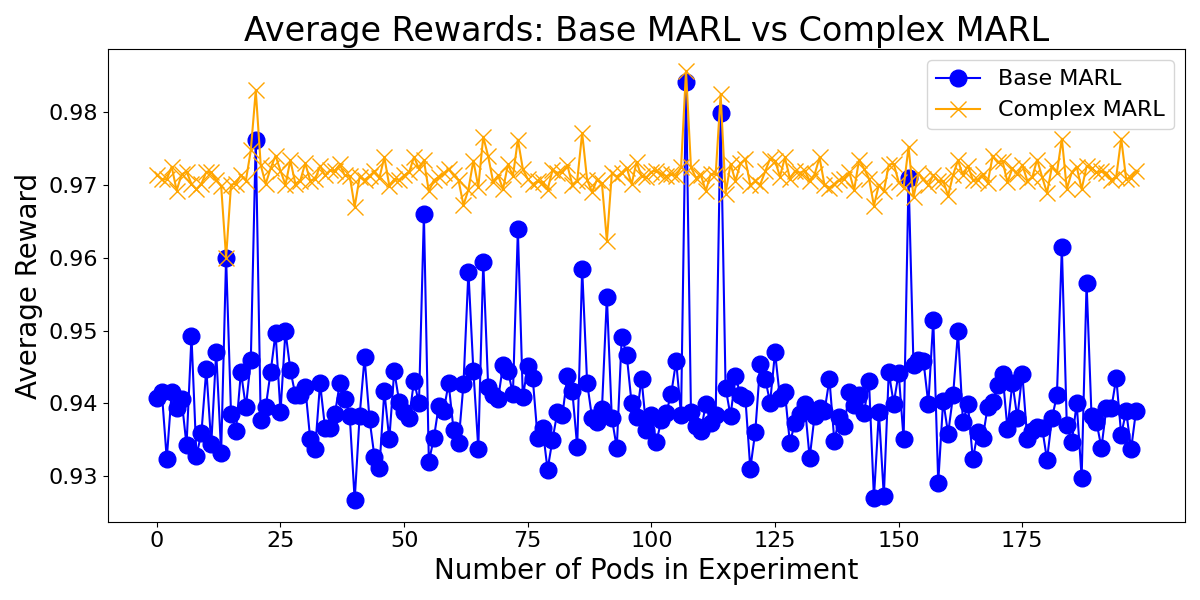 Average Rewards: Base MARL vs Complex MARL
Base MARL
Complex MARL
Average Reward
0.98
0.97
0.96
0.95
0.94
0.93
0 25 50 75 100 125 150 175
Number of Pods in Experiment